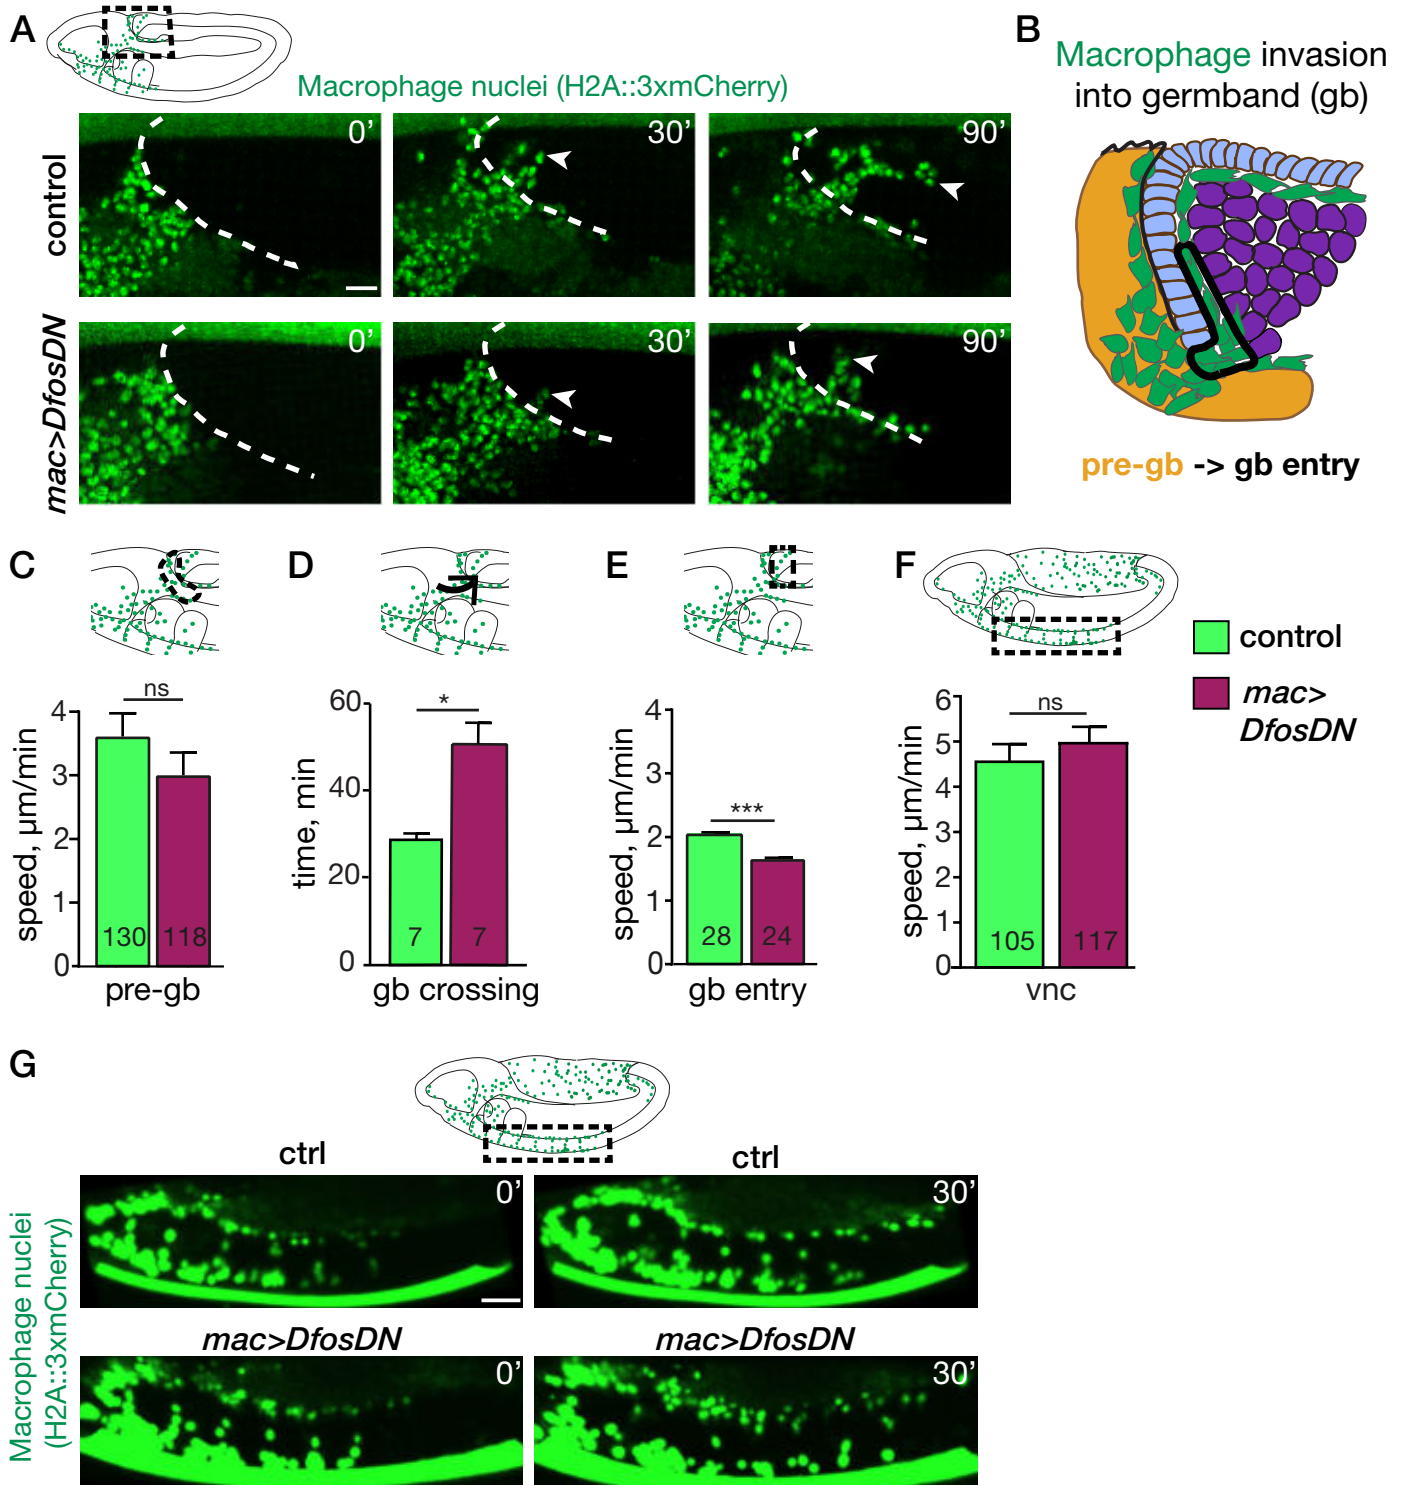 A
Macrophage nuclei (H2A::3xmCherry)
control
0’
30’
90’
mac>DfosDN
0’
30’
90’
B
Macrophage invasion
into germband (gb)
pre-gb -> gb entry
C
ns
speed, µm/min
4
3
2
1
0
130
118
pre-gb
D
*
time, min
60
40
20
0
7
7
gb crossing
E
***
speed, µm/min
4
3
2
1
0
28
24
gb entry
F
ns
speed, µm/min
6
5
4
3
2
1
0
105
117
vnc
control
mac>
DfosDN
G
Macrophage nuclei
(H2A::3xmCherry)
ctrl
ctrl
0’
30’
mac>DfosDN
mac>DfosDN
0’
30’